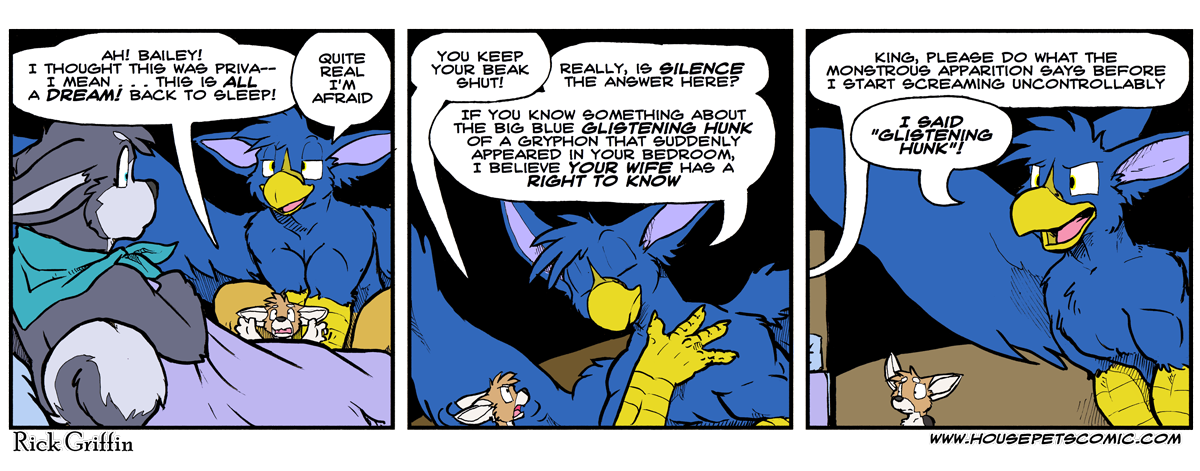 AH! BAILEY!
I THOUGHT THIS WAS PRIVA--
I MEAN . . . THIS IS ALL
A DREAM! BACK TO SLEEP!
QUITE
REAL
I'M
AFRAID
YOU KEEP
YOUR BEAK
SHUT!
REALLY, IS SILENCE
THE ANSWER HERE?
IF YOU KNOW SOMETHING ABOUT
THE BIG BLUE GLISTENING HUNK
OF A GRYPHON THAT SUDDENLY
APPEARED IN YOUR BEDROOM,
I BELIEVE YOUR WIFE HAS A
RIGHT TO KNOW
KING, PLEASE DO WHAT THE
MONSTROUS APPARITION SAYS BEFORE
I START SCREAMING UNCONTROLLABLY
I SAID
"GLISTENING
HUNK"!
Rick Griffin
WWW.HOUSEPETSCOMIC.COM